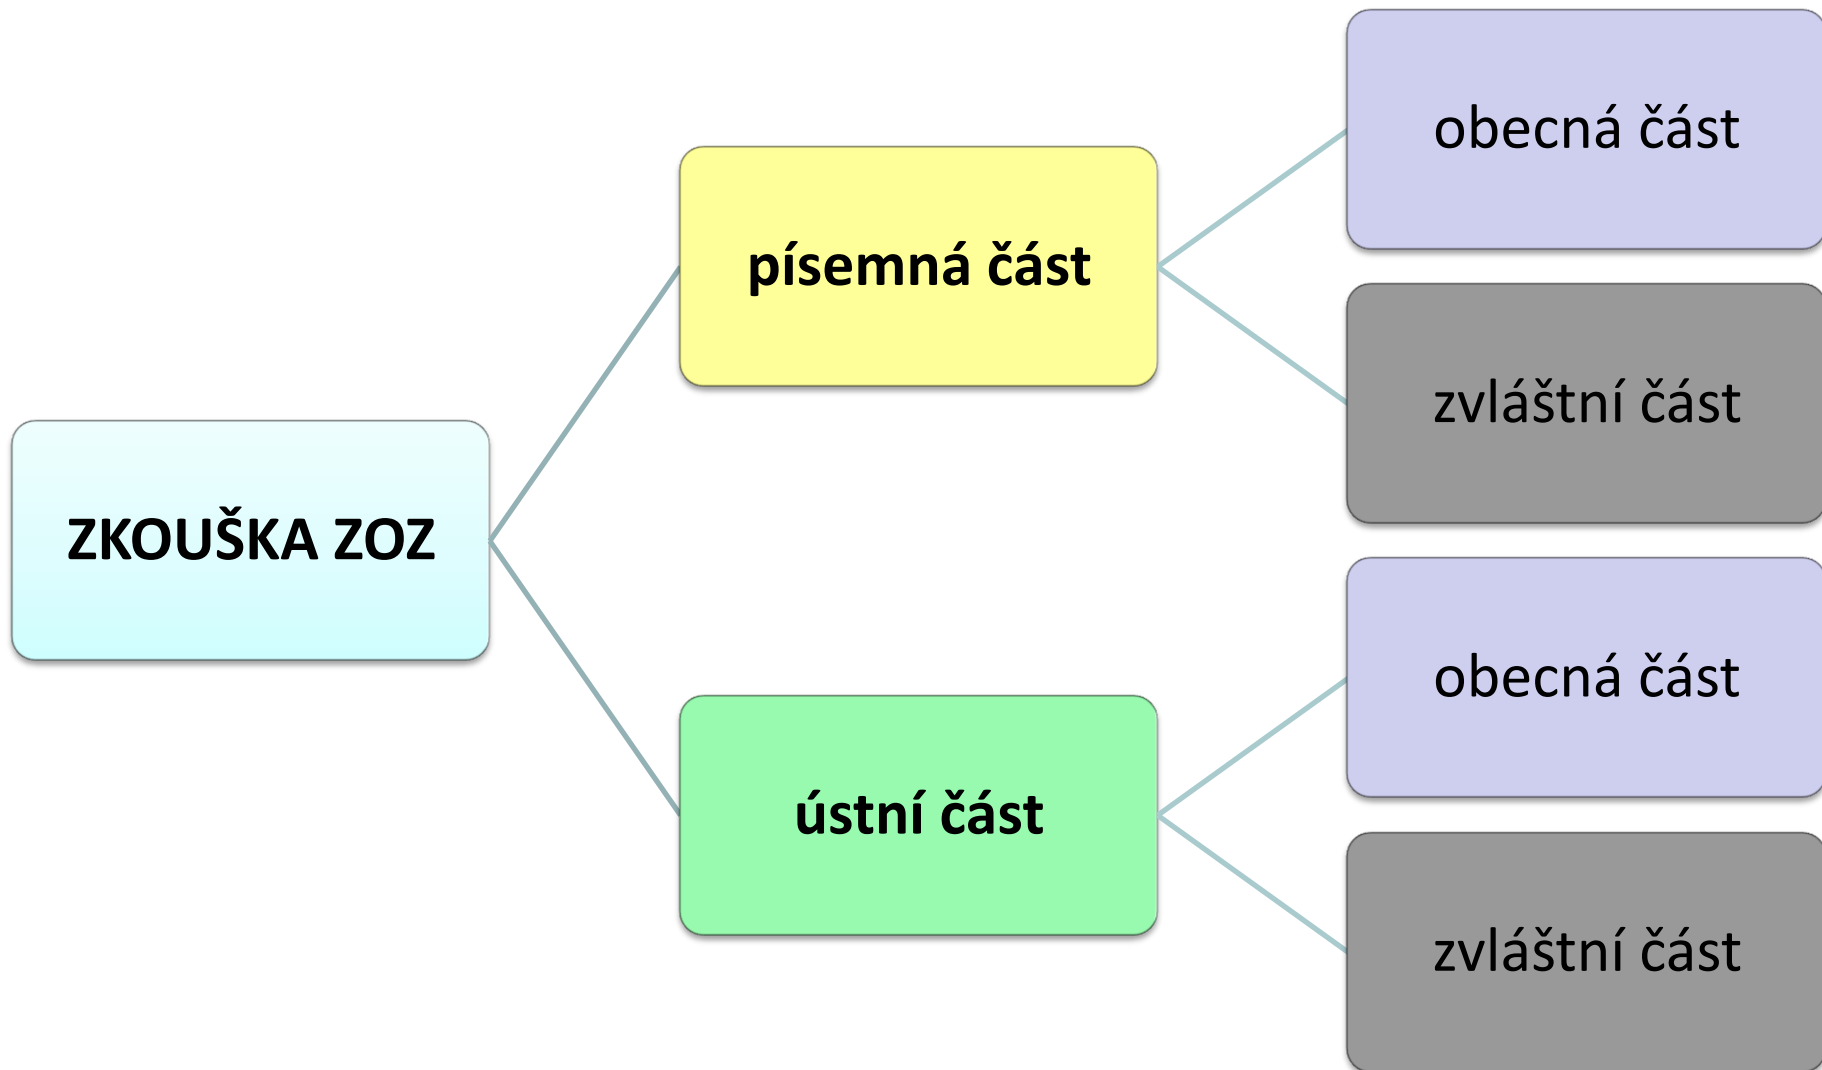 ZKOUŠKA ZOZ
písemná část
obecná část
zvláštní část
ústní část
obecná část
zvláštní část